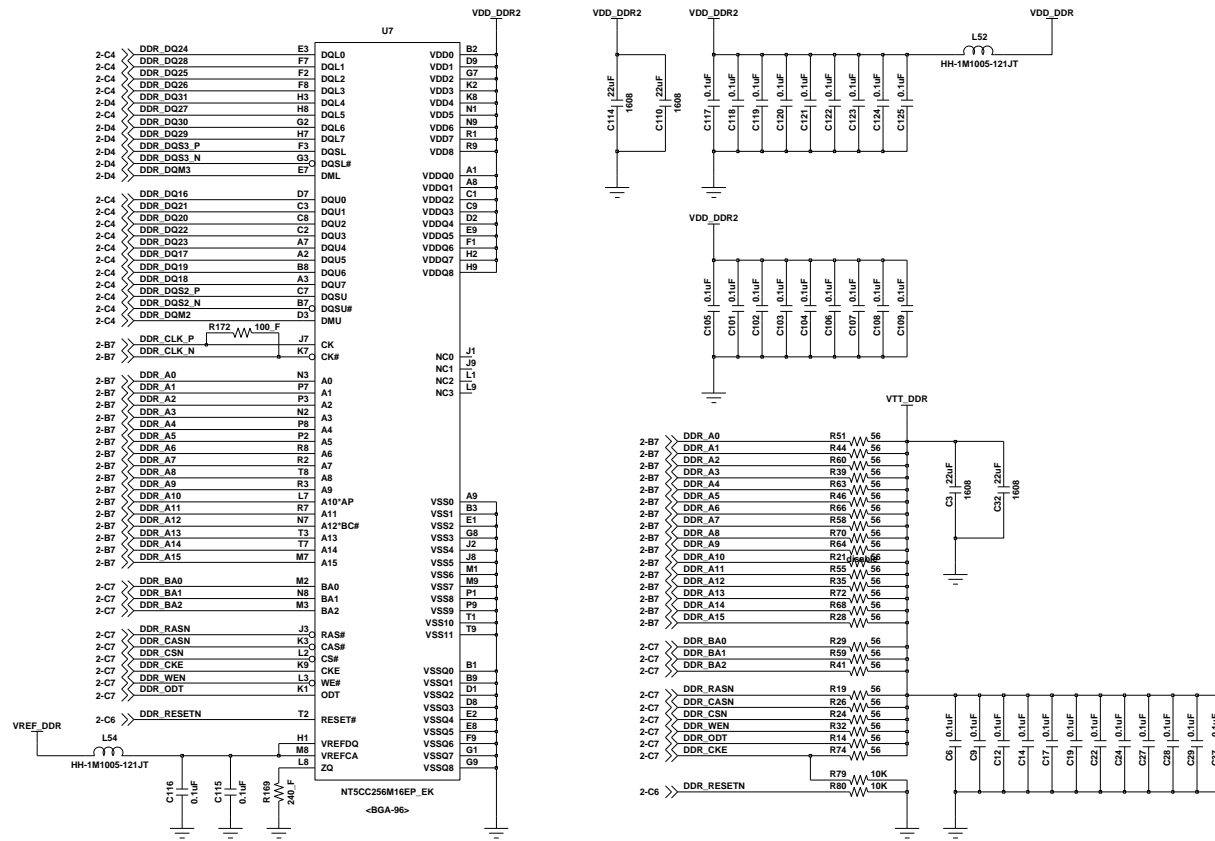 U7
VDD_DDR2
2-C4 DDR_DQ24 E3 DQL0
2-C4 DDR_DQ28 F7 DQL1
2-C4 DDR_DQ25 F2 DQL2
2-C4 DDR_DQ26 F8 DQL3
2-C4 DDR_DQ31 H3 DQL4
2-C4 DDR_DQ27 H8 DQL5
2-D4 DDR_DQ30 G2 DQL6
2-D4 DDR_DQ29 H7 DQL7
2-D4 DDR_DQS3_P F3 DQSL
2-D4 DDR_DQS3_N G3 DQSL#
2-D4 DDR_DQM3 E7 DML
2-C4 DDR_DQ16 D7 DQU0
2-C4 DDR_DQ21 C3 DQU1
2-C4 DDR_DQ20 C8 DQU2
2-C4 DDR_DQ22 C2 DQU3
2-C4 DDR_DQ23 A7 DQU4
2-C4 DDR_DQ17 A2 DQU5
2-C4 DDR_DQ19 B8 DQU6
2-C4 DDR_DQ18 A3 DQU7
2-C4 DDR_DQS2_P C7 DQSU
2-C4 DDR_DQS2_N B7 DQSU#
2-C4 DDR_DQM2 D3 DMU
R172 100_F
2-B7 DDR_CLK_P J7 CK
2-B7 DDR_CLK_N K7 CK#
2-B7 DDR_A0 N3 A0
2-B7 DDR_A1 P7 A1
2-B7 DDR_A2 P3 A2
2-B7 DDR_A3 N2 A3
2-B7 DDR_A4 P8 A4
2-B7 DDR_A5 P2 A5
2-B7 DDR_A6 R8 A6
2-B7 DDR_A7 R2 A7
2-B7 DDR_A8 T8 A8
2-B7 DDR_A9 R3 A9
2-B7 DDR_A10 L7 A10*AP
2-B7 DDR_A11 R7 A11
2-B7 DDR_A12 N7 A12*BC#
2-B7 DDR_A13 T3 A13
2-B7 DDR_A14 T7 A14
2-B7 DDR_A15 M7 A15
2-C7 DDR_BA0 M2 BA0
2-C7 DDR_BA1 N8 BA1
2-C7 DDR_BA2 M3 BA2
2-C7 DDR_RASN J3 RAS#
2-C7 DDR_CASN K3 CAS#
2-C7 DDR_CSN L2 CS#
2-C7 DDR_CKE K9 CKE
2-C7 DDR_WEN L3 WE#
2-C7 DDR_ODT K1 ODT
2-C6 DDR_RESETN T2 RESET#
VREF_DDR
L54
HH-1M1005-121JT
H1 VREFDQ
M8 VREFCA
L8 ZQ
C116 0.1uF
C115 0.1uF
R169 240_F
VDD0 B2
VDD1 D9
VDD2 G7
VDD3 K2
VDD4 K8
VDD5 N1
VDD6 N9
VDD7 R1
VDD8 R9
VDDQ0 A1
VDDQ1 A8
VDDQ2 C1
VDDQ3 C9
VDDQ4 D2
VDDQ5 E9
VDDQ6 F1
VDDQ7 H2
VDDQ8 H9
NC0 J1
NC1 J9
NC2 L1
NC3 L9
VSS0 A9
VSS1 B3
VSS2 E1
VSS3 G8
VSS4 J2
VSS5 J8
VSS6 M1
VSS7 M9
VSS8 P1
VSS9 P9
VSS10 T1
VSS11 T9
VSSQ0 B1
VSSQ1 B9
VSSQ2 D1
VSSQ3 D8
VSSQ4 E2
VSSQ5 E8
VSSQ6 F9
VSSQ7 G1
VSSQ8 G9
NT5CC256M16EP_EK
<BGA-96>
VDD_DDR2
C114 22uF 1608
C110 22uF 1608
VDD_DDR2
VDD_DDR
L52
HH-1M1005-121JT
C117 0.1uF
C118 0.1uF
C119 0.1uF
C120 0.1uF
C121 0.1uF
C122 0.1uF
C123 0.1uF
C124 0.1uF
C125 0.1uF
VDD_DDR2
C105 0.1uF
C101 0.1uF
C102 0.1uF
C103 0.1uF
C104 0.1uF
C106 0.1uF
C107 0.1uF
C108 0.1uF
C109 0.1uF
VTT_DDR
2-B7 DDR_A0 R51 56
2-B7 DDR_A1 R44 56
2-B7 DDR_A2 R60 56
2-B7 DDR_A3 R39 56
2-B7 DDR_A4 R63 56
2-B7 DDR_A5 R46 56
2-B7 DDR_A6 R66 56
2-B7 DDR_A7 R58 56
2-B7 DDR_A8 R70 56
2-B7 DDR_A9 R64 56
2-B7 DDR_A10 R21 56
2-B7 DDR_A11 R55 56
2-B7 DDR_A12 R35 56
2-B7 DDR_A13 R72 56
2-B7 DDR_A14 R68 56
2-B7 DDR_A15 R28 56
2-C7 DDR_BA0 R29 56
2-C7 DDR_BA1 R59 56
2-C7 DDR_BA2 R41 56
2-C7 DDR_RASN R19 56
2-C7 DDR_CASN R26 56
2-C7 DDR_CSN R24 56
2-C7 DDR_WEN R32 56
2-C7 DDR_ODT R14 56
2-C7 DDR_CKE R74 56
R79 10K
2-C6 DDR_RESETN R80 10K
C3 22uF 1608
C32 22uF 1608
C6 0.1uF
C9 0.1uF
C12 0.1uF
C14 0.1uF
C17 0.1uF
C19 0.1uF
C22 0.1uF
C24 0.1uF
C27 0.1uF
C28 0.1uF
C29 0.1uF